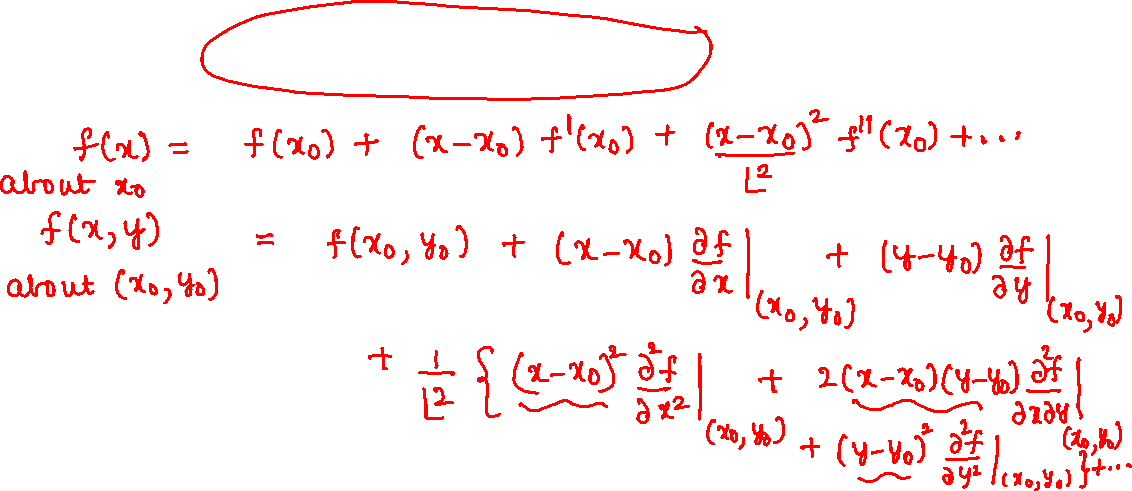 f(x) = f(x₀) + (x−x₀) f'(x₀) + (x−x₀)²/⌊2 f''(x₀) + ...
about x₀
f(x,y) = f(x₀,y₀) + (x−x₀) ∂f/∂x |(x₀,y₀) + (y−y₀) ∂f/∂y |(x₀,y₀)
about (x₀,y₀)
+ 1/⌊2 { (x−x₀)² ∂²f/∂x² |(x₀,y₀) + 2(x−x₀)(y−y₀) ∂²f/∂x∂y |(x₀,y₀)
+ (y−y₀)² ∂²f/∂y² |(x₀,y₀) } + ...